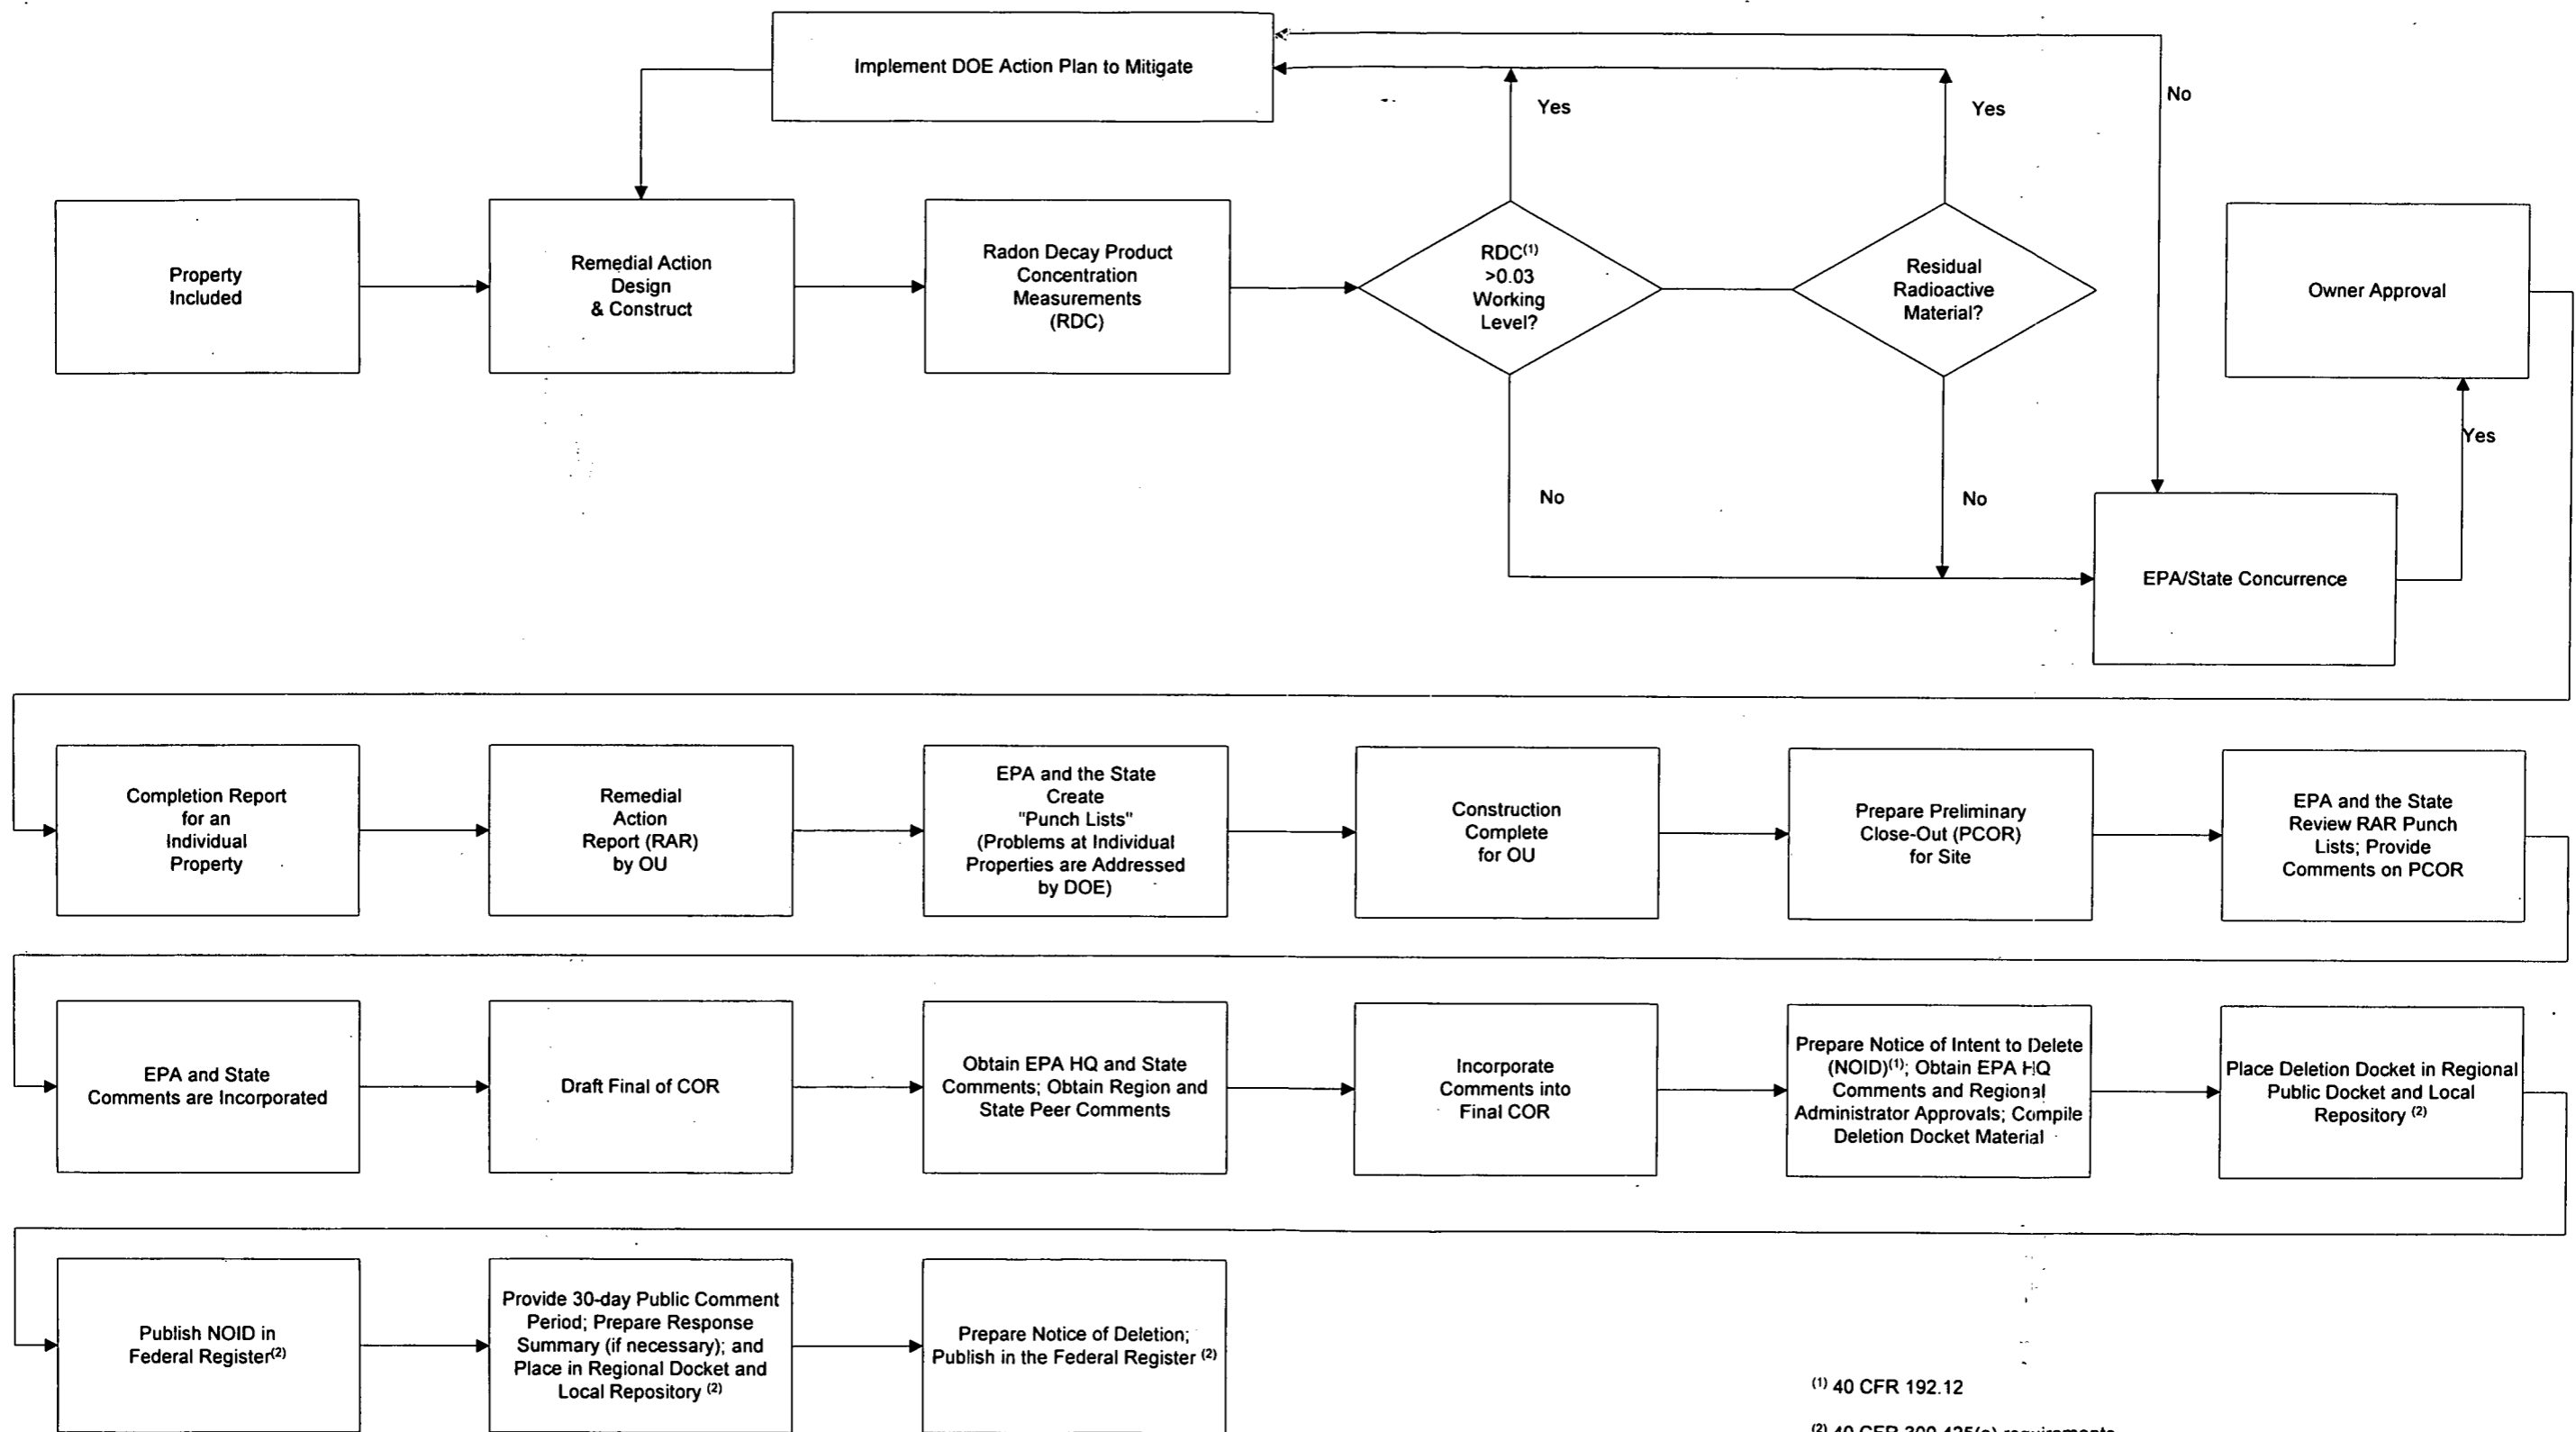 Implement DOE Action Plan to Mitigate
Yes
Yes
No
Property
Included
Remedial Action
Design
& Construct
Radon Decay Product
Concentration
Measurements
(RDC)
RDC(1)
>0.03
Working
Level?
Residual
Radioactive
Material?
Owner Approval
Yes
No
No
EPA/State Concurrence
Completion Report
for an
Individual
Property
Remedial
Action
Report (RAR)
by OU
EPA and the State
Create
"Punch Lists"
(Problems at Individual
Properties are Addressed
by DOE)
Construction
Complete
for OU
Prepare Preliminary
Close-Out (PCOR)
for Site
EPA and the State
Review RAR Punch
Lists; Provide
Comments on PCOR
EPA and State
Comments are Incorporated
Draft Final of COR
Obtain EPA HQ and State
Comments; Obtain Region and
State Peer Comments
Incorporate
Comments into
Final COR
Prepare Notice of Intent to Delete
(NOID)(1); Obtain EPA HQ
Comments and Regional
Administrator Approvals; Compile
Deletion Docket Material
Place Deletion Docket in Regional
Public Docket and Local
Repository (2)
Publish NOID in
Federal Register(2)
Provide 30-day Public Comment
Period; Prepare Response
Summary (if necessary); and
Place in Regional Docket and
Local Repository (2)
Prepare Notice of Deletion;
Publish in the Federal Register (2)
(1) 40 CFR 192.12
(2) 40 CFR 300.425(e) requirements